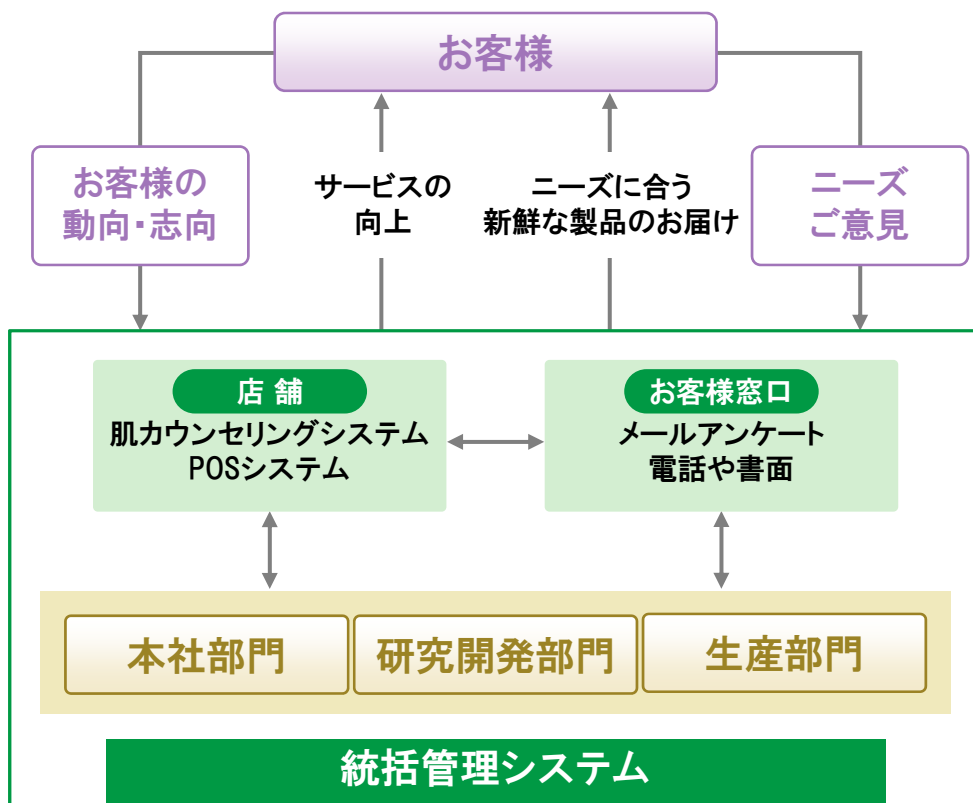 お客様
お客様の
動向・志向
サービスの
向上
ニーズに合う
新鮮な製品のお届け
ニーズ
ご意見
店 舗
肌カウンセリングシステム
POSシステム
お客様窓口
メールアンケート
電話や書面
本社部門
研究開発部門
生産部門
統括管理システム